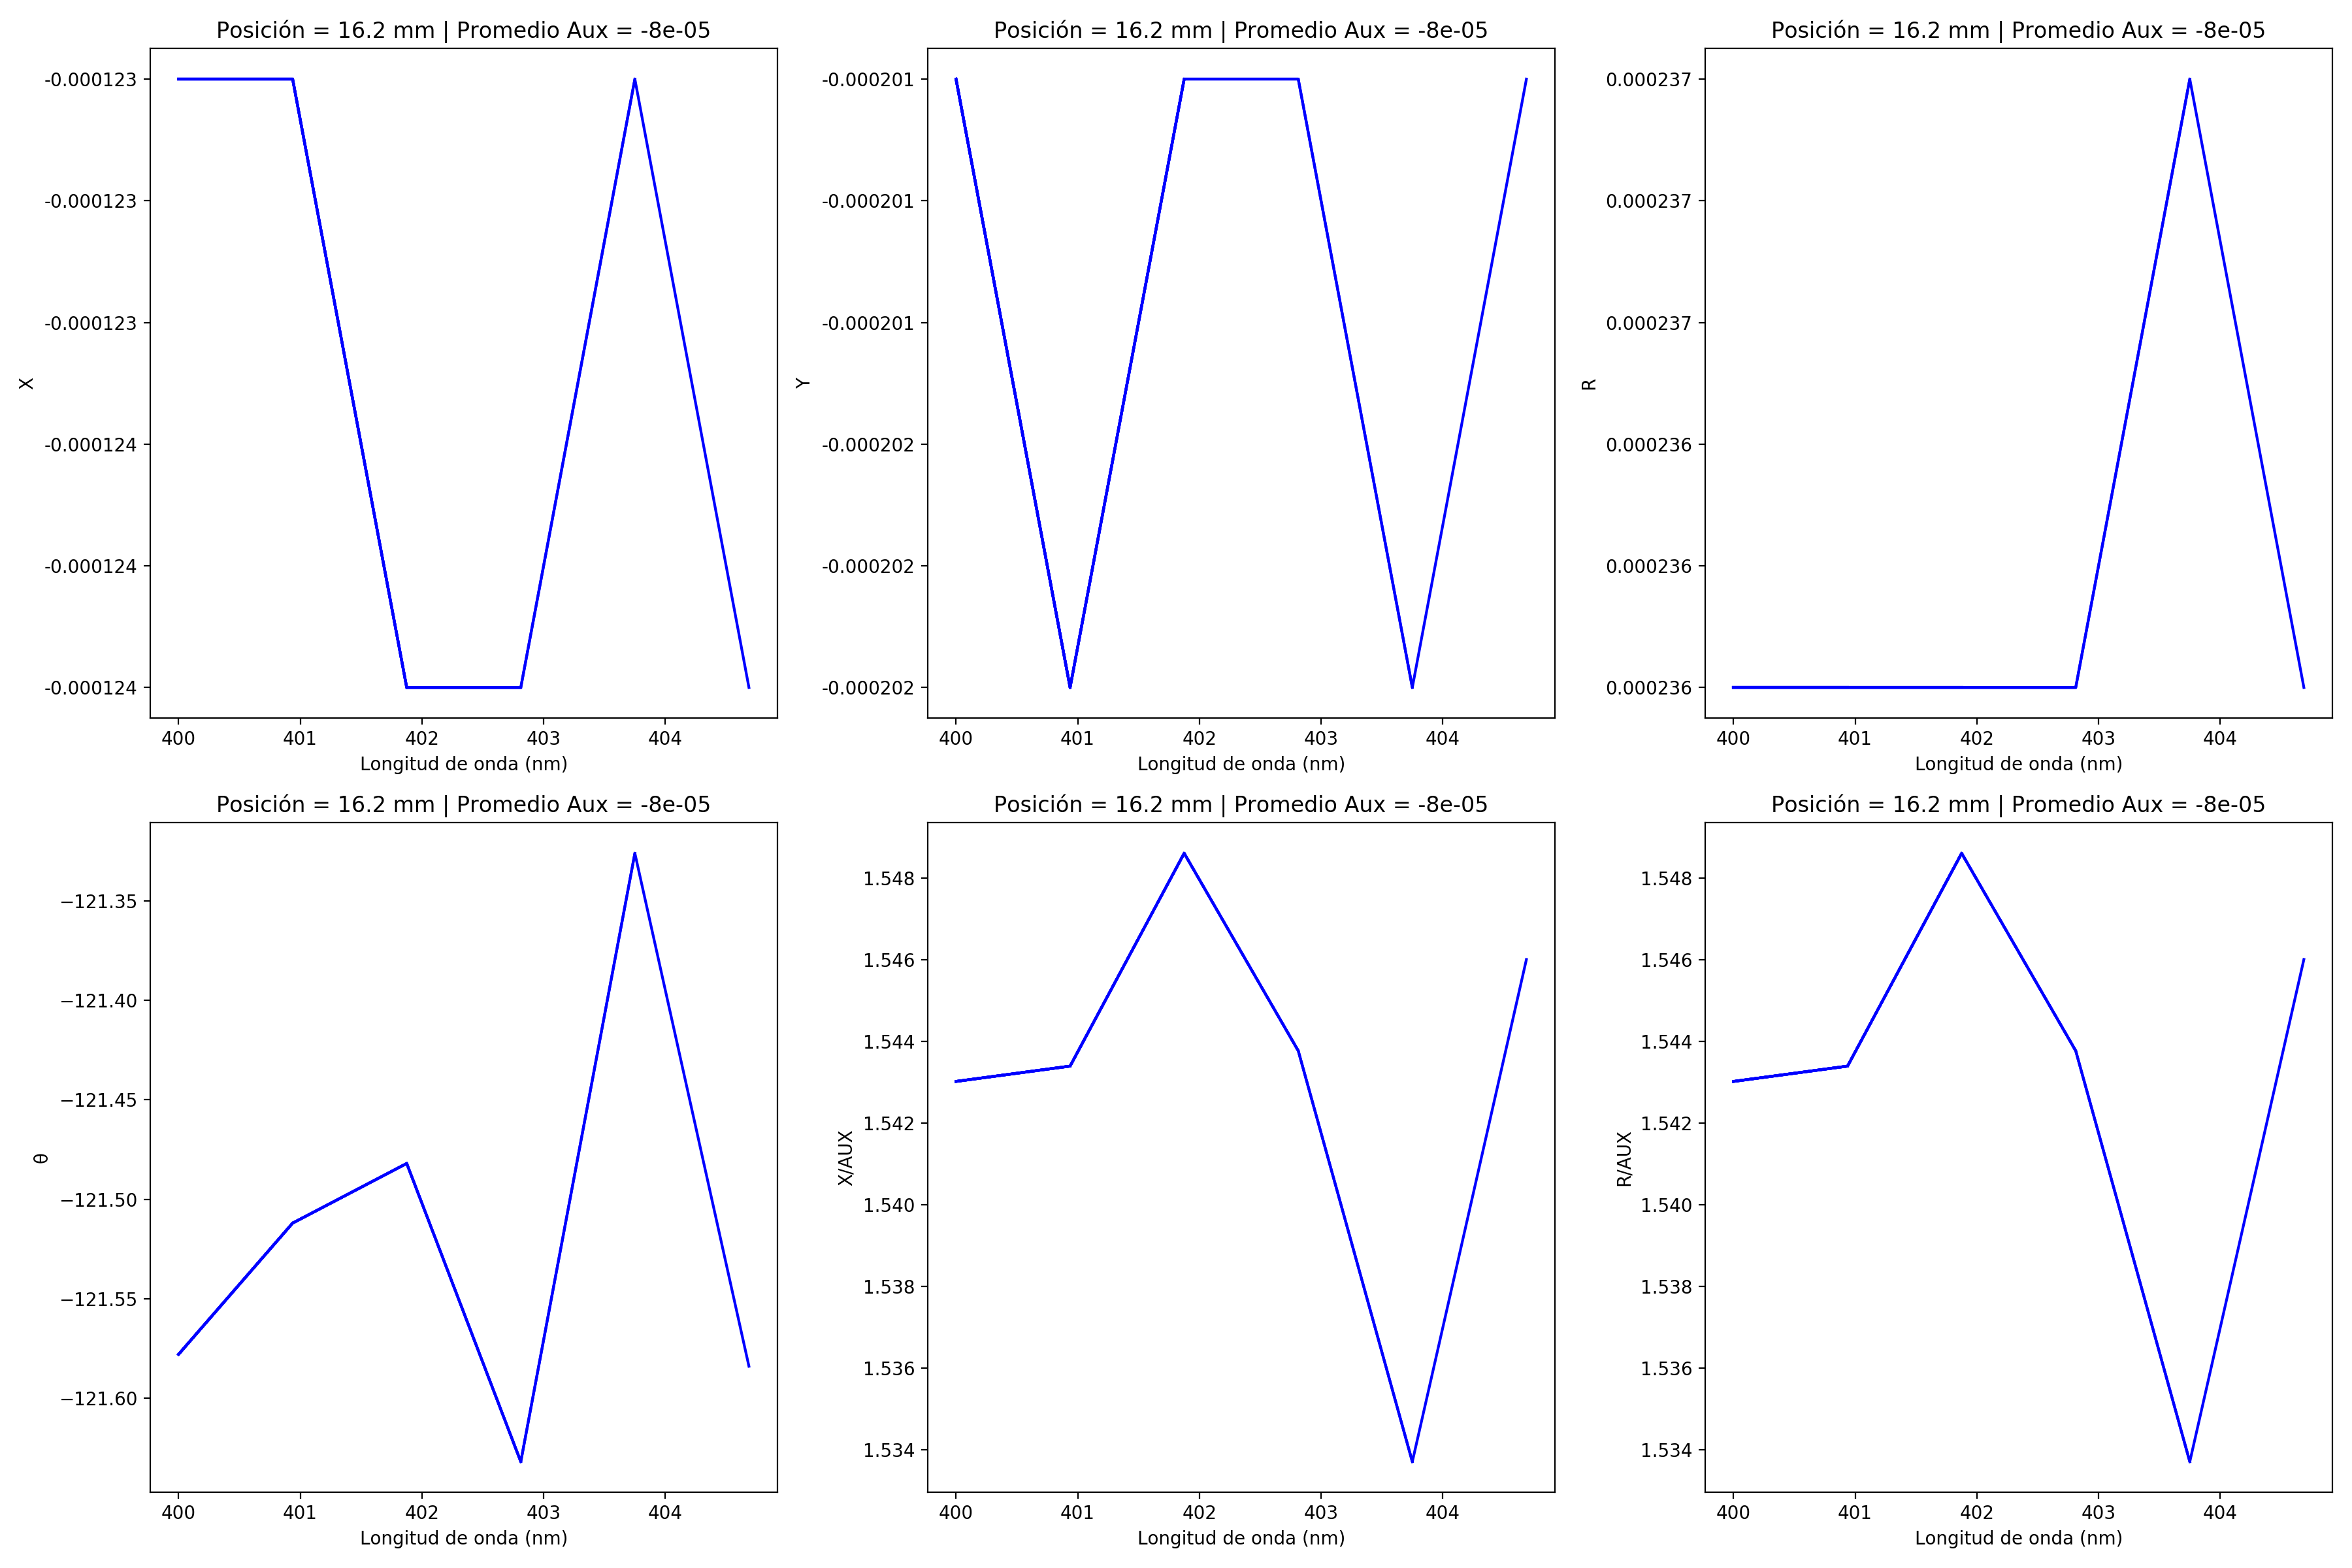 Posición = 16.2 mm | Promedio Aux = -8e-05
-0.000123
-0.000123
-0.000123
-0.000124
-0.000124
-0.000124
X
400 401 402 403 404
Longitud de onda (nm)
Posición = 16.2 mm | Promedio Aux = -8e-05
-0.000201
-0.000201
-0.000201
-0.000202
-0.000202
-0.000202
Y
400 401 402 403 404
Longitud de onda (nm)
Posición = 16.2 mm | Promedio Aux = -8e-05
0.000237
0.000237
0.000237
0.000236
0.000236
0.000236
R
400 401 402 403 404
Longitud de onda (nm)
Posición = 16.2 mm | Promedio Aux = -8e-05
−121.35
−121.40
−121.45
−121.50
−121.55
−121.60
θ
400 401 402 403 404
Longitud de onda (nm)
Posición = 16.2 mm | Promedio Aux = -8e-05
1.548
1.546
1.544
1.542
1.540
1.538
1.536
1.534
X/AUX
400 401 402 403 404
Longitud de onda (nm)
Posición = 16.2 mm | Promedio Aux = -8e-05
1.548
1.546
1.544
1.542
1.540
1.538
1.536
1.534
R/AUX
400 401 402 403 404
Longitud de onda (nm)